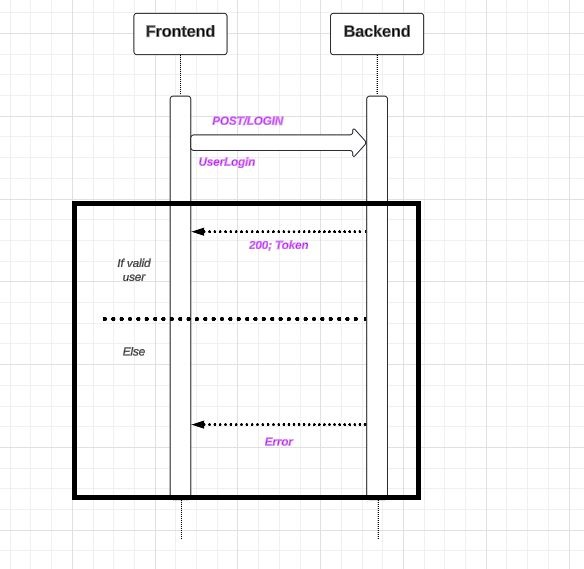 Frontend
Backend
POST/LOGIN
UserLogin
200; Token
If valid
user
Else
Error